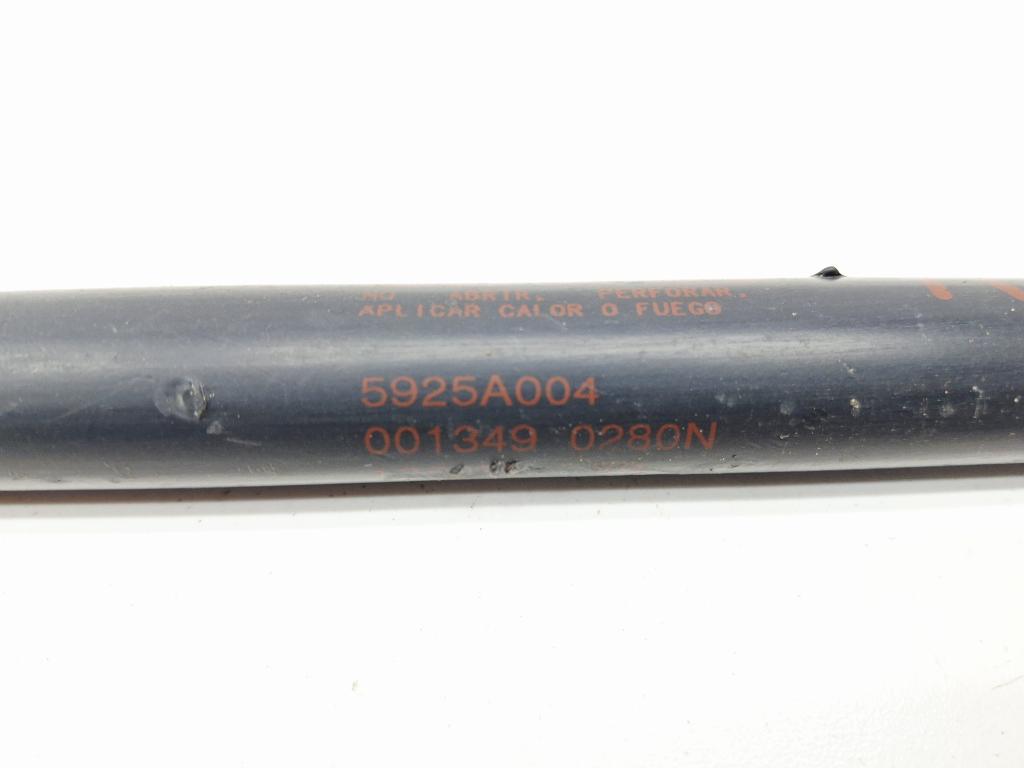 NO ABRIR. PERFORAR.
APLICAR CALOR O FUEGO
5925A004
001349 0280N